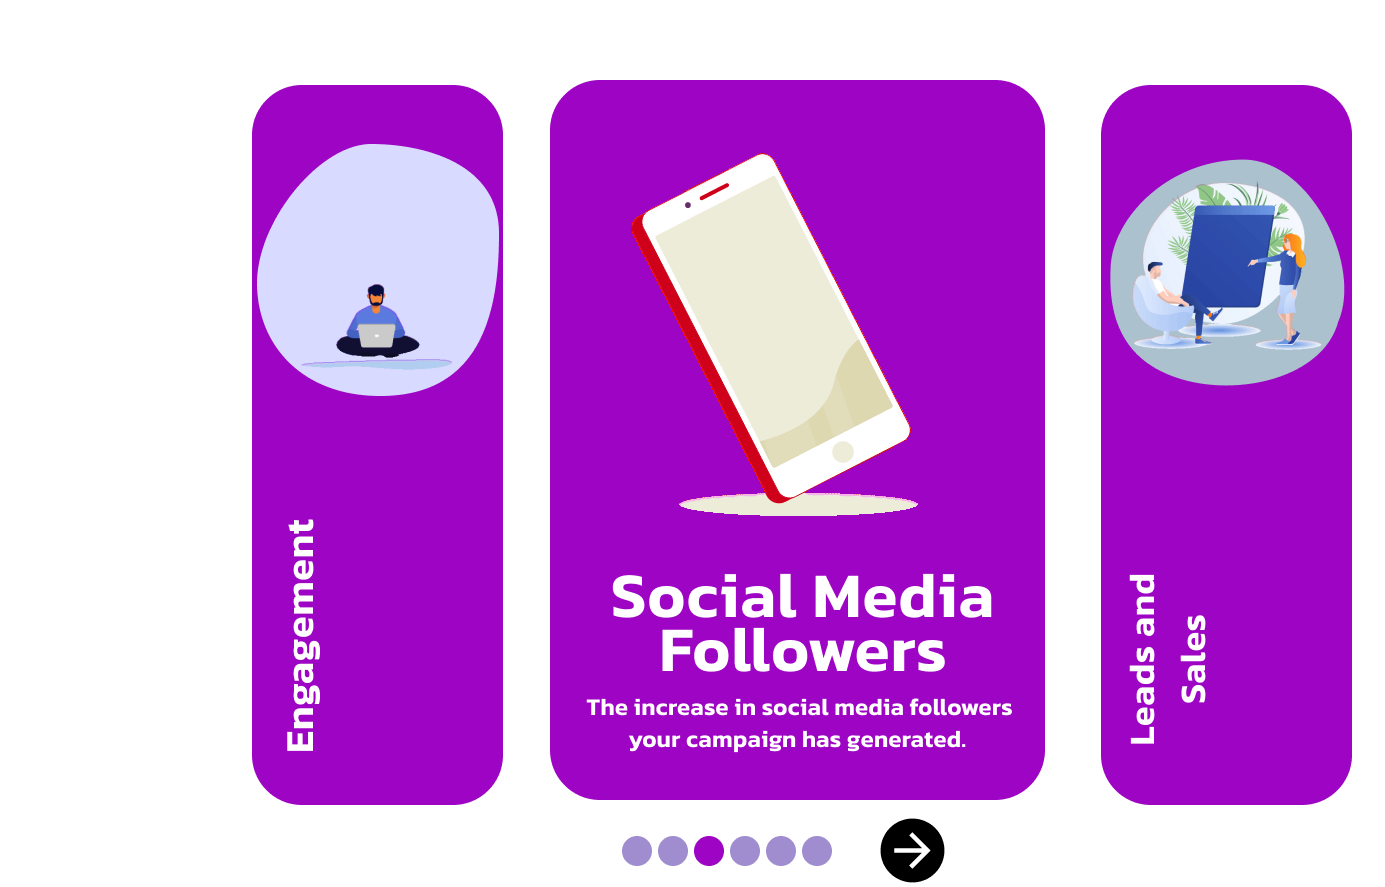 Engagement
Social Media
Followers
The increase in social media followers
your campaign has generated.
Leads and
Sales